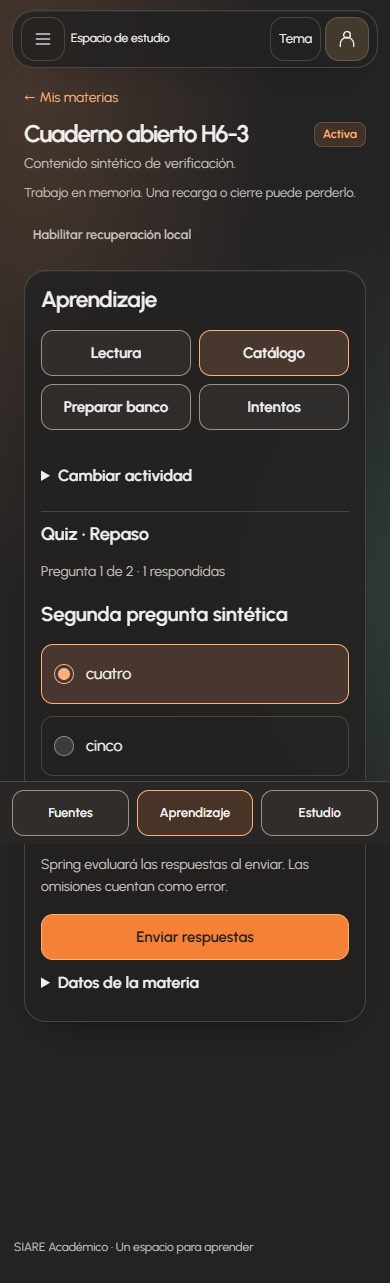 Espacio de estudio
Tema
← Mis materias
Cuaderno abierto H6-3
Activa
Contenido sintético de verificación.
Trabajo en memoria. Una recarga o cierre puede perderlo.
Habilitar recuperación local
Aprendizaje
Lectura
Catálogo
Preparar banco
Intentos
Cambiar actividad
Quiz · Repaso
Pregunta 1 de 2 · 1 respondidas
Segunda pregunta sintética
cuatro
cinco
Fuentes
Aprendizaje
Estudio
Spring evaluará las respuestas al enviar. Las
omisiones cuentan como error.
Enviar respuestas
Datos de la materia
SIARE Académico · Un espacio para aprender